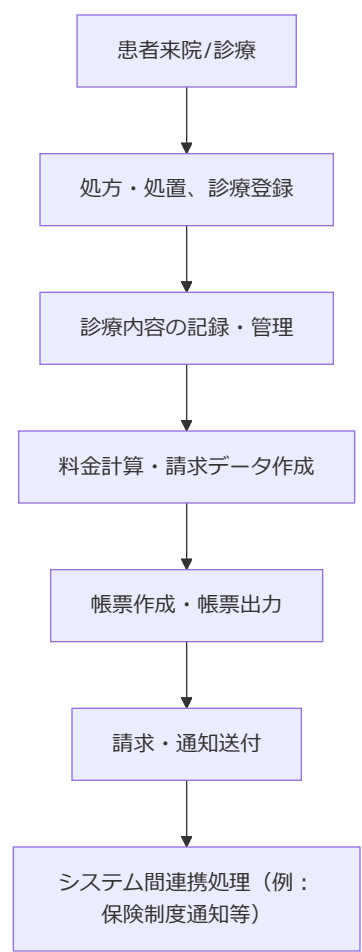 患者来院/診療
処方・処置、診療登録
診療内容の記録・管理
料金計算・請求データ作成
帳票作成・帳票出力
請求・通知送付
システム間連携処理（例：
保険制度通知等）